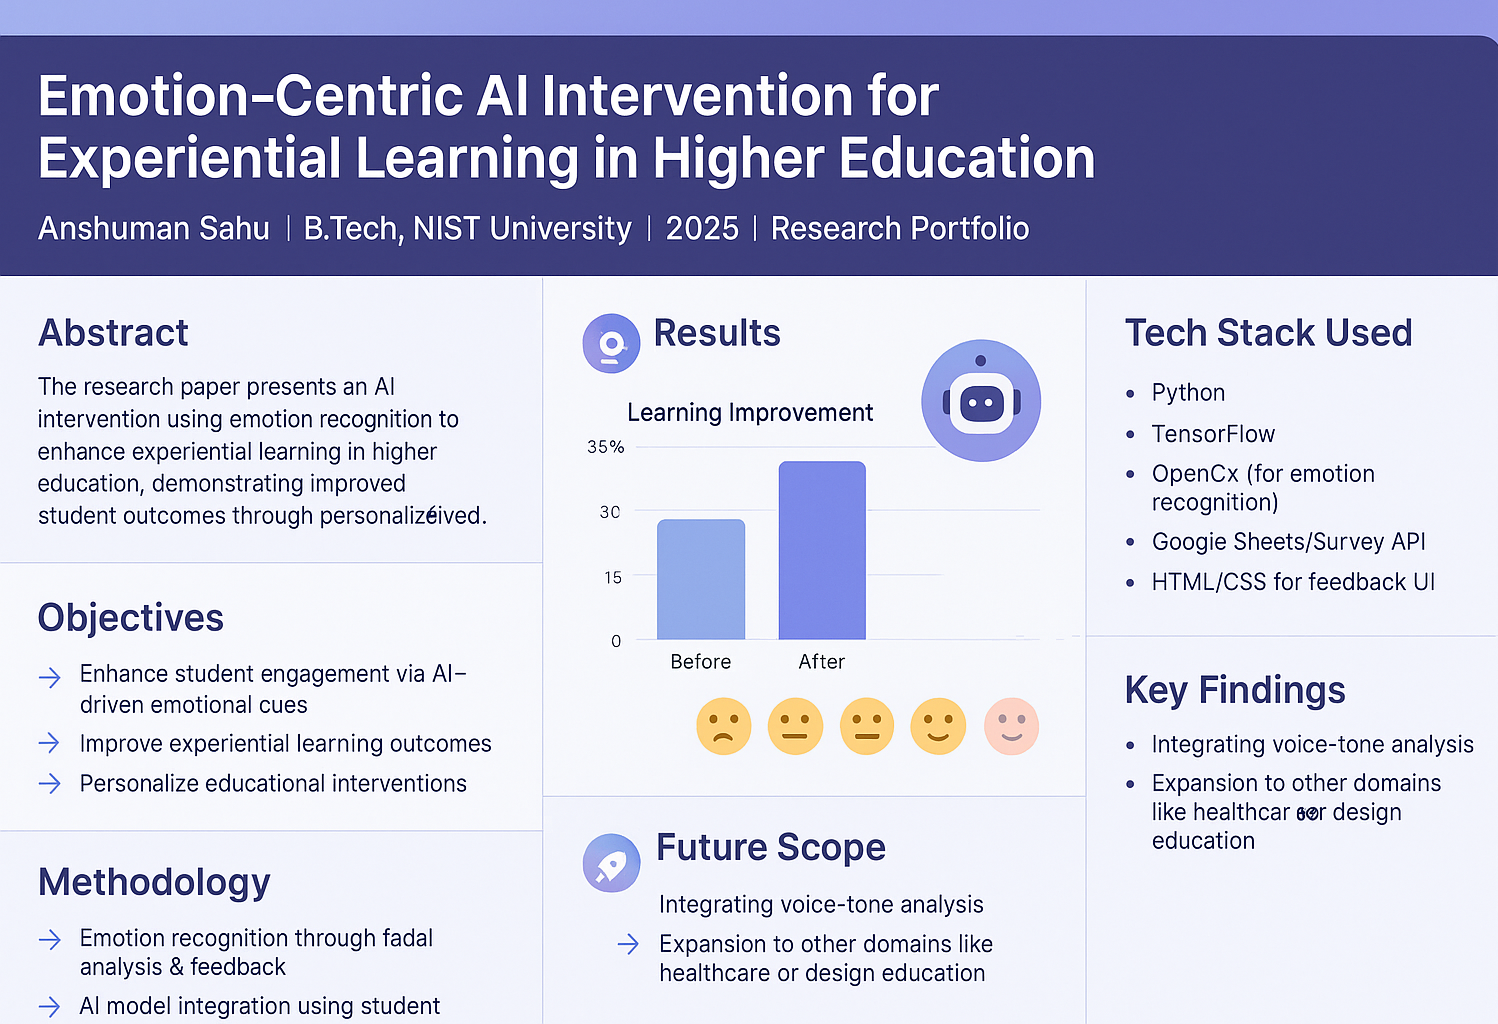 Emotion-Centric AI Intervention for
Experiential Learning in Higher Education
Anshuman Sahu | B.Tech, NIST University | 2025 | Research Portfolio
Abstract
The research paper presents an AI
intervention using emotion recognition to
enhance experiential learning in higher
education, demonstrating improved
student outcomes through
Objectives
Enhance student engagement via AI-
driven emotional cues
Improve experiential learning outcomes
Personalize educational interventions
Methodology
Emotion recognition through fadal
analysis & feedback
AI model integration using student
Results
Learning Improvement
35%
30
15
0
Before
After
Future Scope
Integrating voice-tone analysis
Expansion to other domains like
healthcare or design education
Tech Stack Used
Python
TensorFlow
OpenCx (for emotion
recognition)
Googie Sheets/Survey API
HTML/CSS for feedback UI
Key Findings
Integrating voice-tone analysis
Expansion to other domains
like healthcar design
education